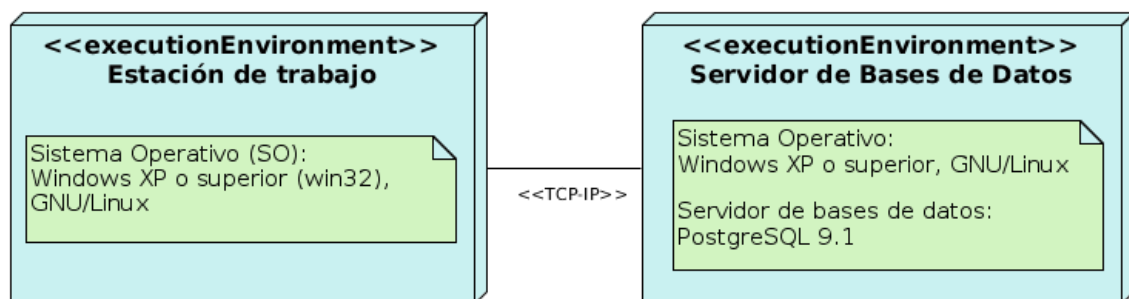 <<executionEnvironment>>
Estación de trabajo
Sistema Operativo (SO):
Windows XP o superior (win32),
GNU/Linux
<<TCP-IP>>
<<executionEnvironment>>
Servidor de Bases de Datos
Sistema Operativo:
Windows XP o superior, GNU/Linux
Servidor de bases de datos:
PostgreSQL 9.1